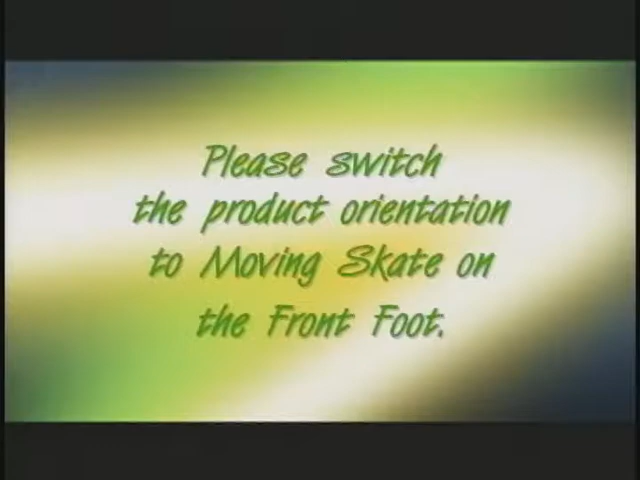 Please switch
the product orientation
to Moving Skate on
the Front Foot.